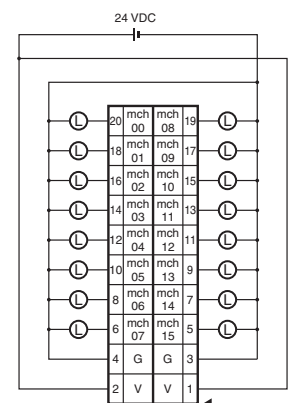 24 VDC
L 20 mch 00 mch 08 19 L
L 18 mch 01 mch 09 17 L
L 16 mch 02 mch 10 15 L
L 14 mch 03 mch 11 13 L
L 12 mch 04 mch 12 11 L
L 10 mch 05 mch 13 9 L
L 8 mch 06 mch 14 7 L
L 6 mch 07 mch 15 5 L
4 G G 3
2 V V 1